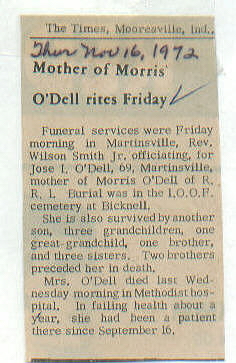 The Times, Mooresville, Ind.,
Thur Nov 16, 1972
Mother of Morris
O'Dell rites Friday
Funeral services were Friday
morning in Martinsville, Rev.
Wilson Smith Jr. officiating, for
Jose I. O'Dell, 69, Martinsville,
mother of Morris O'Dell of R.
R. 1. Burial was in the I.O.O.F.
cemetery at Bicknell.
She is also survived by another
son, three grandchildren, one
great-grandchild, one brother,
and three sisters. Two brothers
preceded her in death.
Mrs. O'Dell died last Wed-
nesday morning in Methodist hos-
pital. In failing health about a
year, she had been a patient
there since September 16.